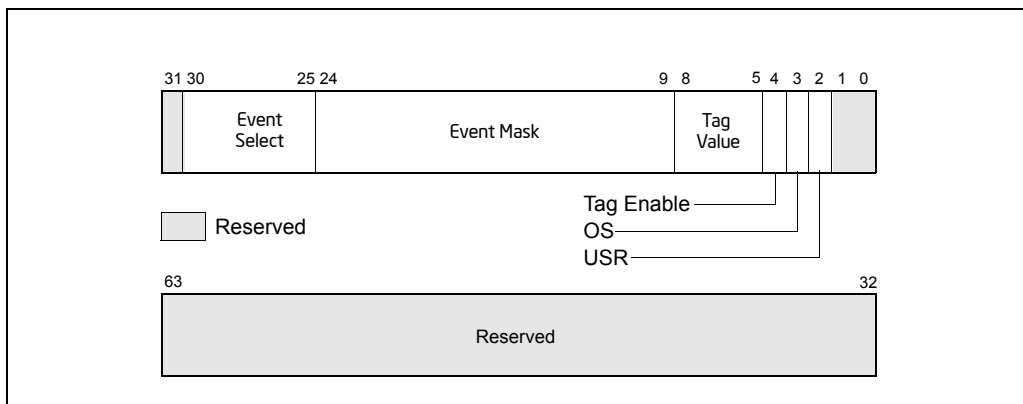 31 30 25 24 9 8 5 4 3 2 1 0
Event
Select
Event Mask
Tag
Value
Tag Enable
OS
USR
Reserved
63 32
Reserved